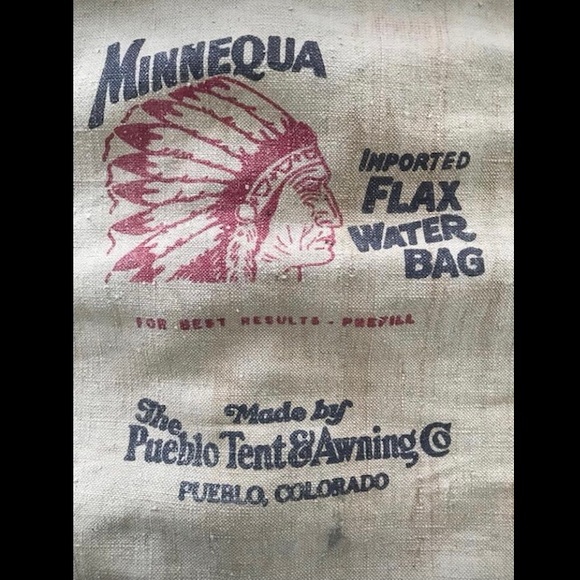 MINNEQUA
INPORTED
FLAX
WATER
BAG
FOR BEST RESULTS - PREFILL
Made by
The Pueblo Tent & Awning Co
PUEBLO, COLORADO